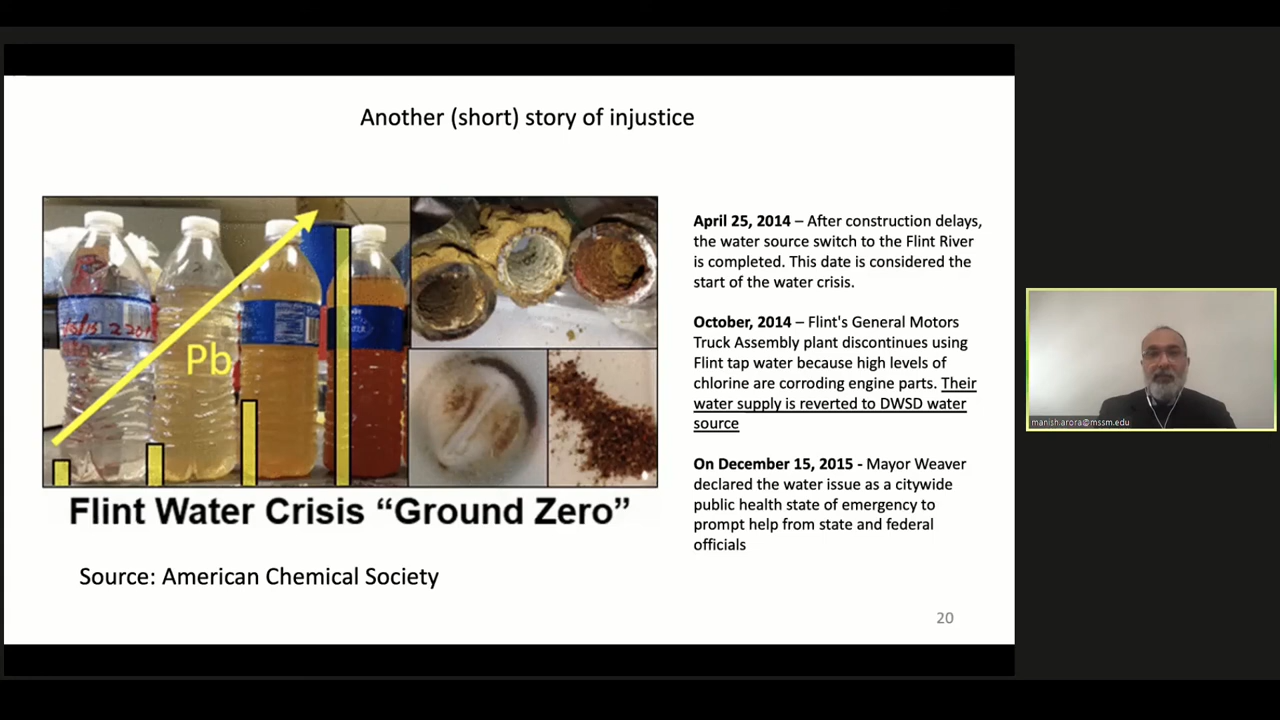 Another (short) story of injustice
Pb
Flint Water Crisis “Ground Zero”
Source: American Chemical Society
April 25, 2014 – After construction delays,
the water source switch to the Flint River
is completed. This date is considered the
start of the water crisis.
October, 2014 – Flint's General Motors
Truck Assembly plant discontinues using
Flint tap water because high levels of
chlorine are corroding engine parts. Their
water supply is reverted to DWSD water
source
On December 15, 2015 - Mayor Weaver
declared the water issue as a citywide
public health state of emergency to
prompt help from state and federal
officials
20
manish.arora@mssm.edu